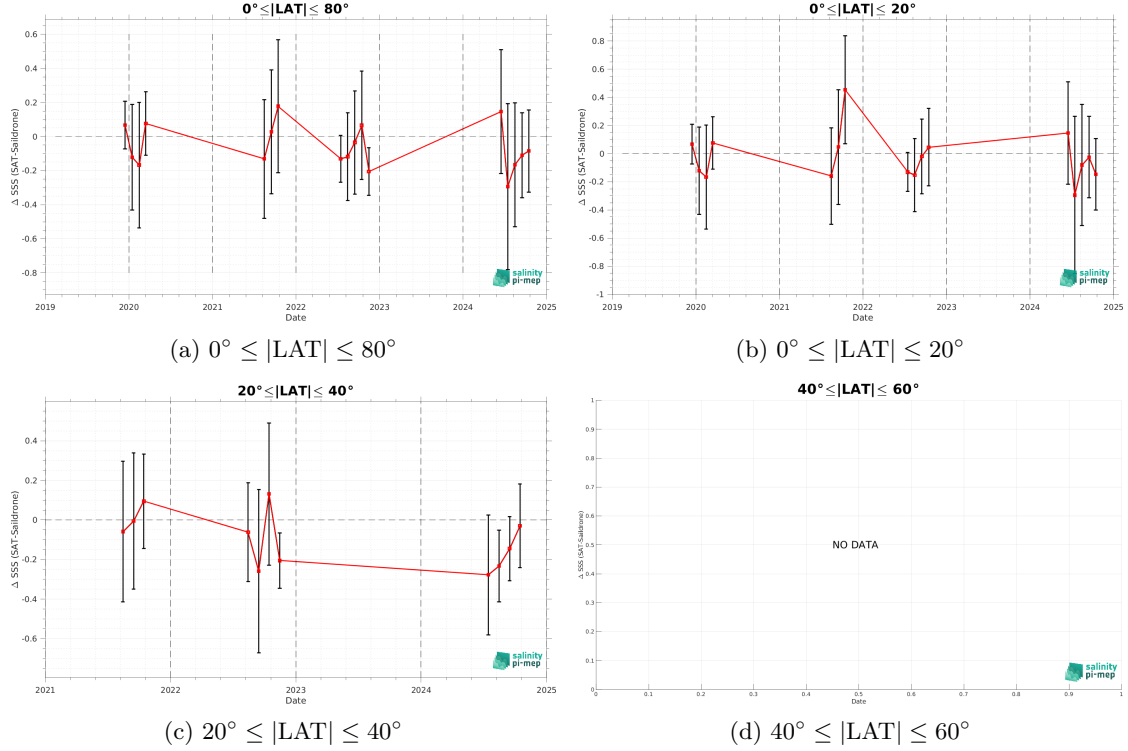 0°≤|LAT|≤ 80°
Δ SSS (SAT-Saildrone)
0.6
0.4
0.2
0
-0.2
-0.4
-0.6
-0.8
salinity
pi-mep
2019 2020 2021 2022 2023 2024 2025
Date
(a) 0° ≤ |LAT| ≤ 80°
0°≤|LAT|≤ 20°
Δ SSS (SAT-Saildrone)
0.8
0.6
0.4
0.2
0
-0.2
-0.4
-0.6
-0.8
-1
salinity
pi-mep
2019 2020 2021 2022 2023 2024 2025
Date
(b) 0° ≤ |LAT| ≤ 20°
20°≤|LAT|≤ 40°
Δ SSS (SAT-Saildrone)
0.4
0.2
0
-0.2
-0.4
-0.6
salinity
pi-mep
2021 2022 2023 2024 2025
Date
(c) 20° ≤ |LAT| ≤ 40°
40°≤|LAT|≤ 60°
Δ SSS (SAT-Saildrone)
1
0.9
0.8
0.7
0.6
0.5
0.4
0.3
0.2
0.1
0
NO DATA
salinity
pi-mep
0 0.1 0.2 0.3 0.4 0.5 0.6 0.7 0.8 0.9 1
Date
(d) 40° ≤ |LAT| ≤ 60°